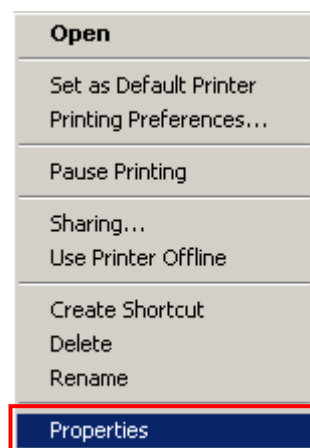 Open
Set as Default Printer
Printing Preferences...
Pause Printing
Sharing...
Use Printer Offline
Create Shortcut
Delete
Rename
Properties